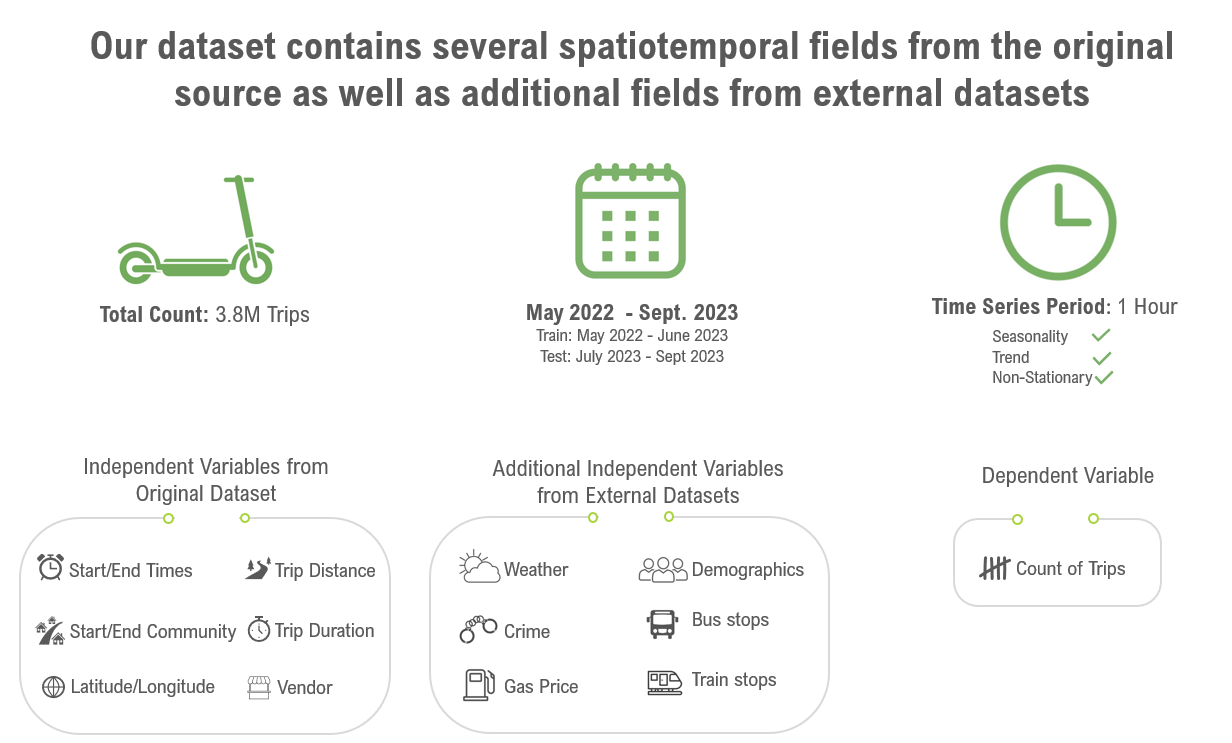 Our dataset contains several spatiotemporal fields from the original
source as well as additional fields from external datasets
Total Count: 3.8M Trips
May 2022 - Sept. 2023
Train: May 2022 - June 2023
Test: July 2023 - Sept 2023
Time Series Period: 1 Hour
Seasonality
Trend
Non-Stationary
Independent Variables from
Original Dataset
Start/End Times
Trip Distance
Start/End Community
Trip Duration
Latitude/Longitude
Vendor
Additional Independent Variables
from External Datasets
Weather
Demographics
Crime
Bus stops
Gas Price
Train stops
Dependent Variable
Count of Trips